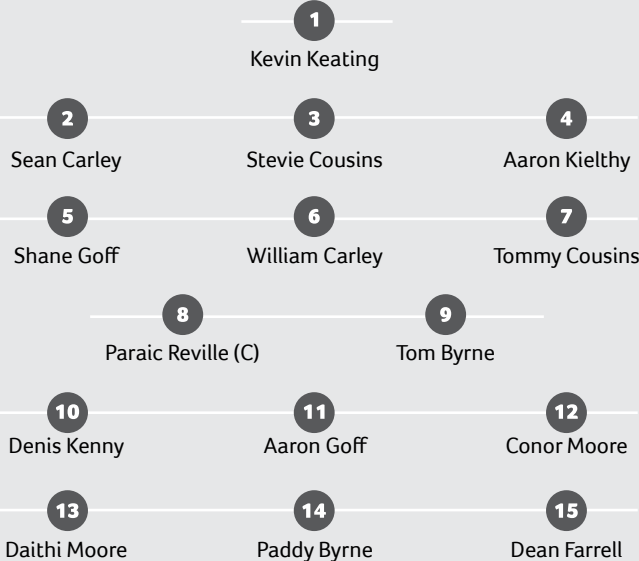 1
Kevin Keating
2 3 4
Sean Carley Stevie Cousins Aaron Kielthy
5 6 7
Shane Goff William Carley Tommy Cousins
8 9
Paraic Reville (C) Tom Byrne
10 11 12
Denis Kenny Aaron Goff Conor Moore
13 14 15
Daithi Moore Paddy Byrne Dean Farrell